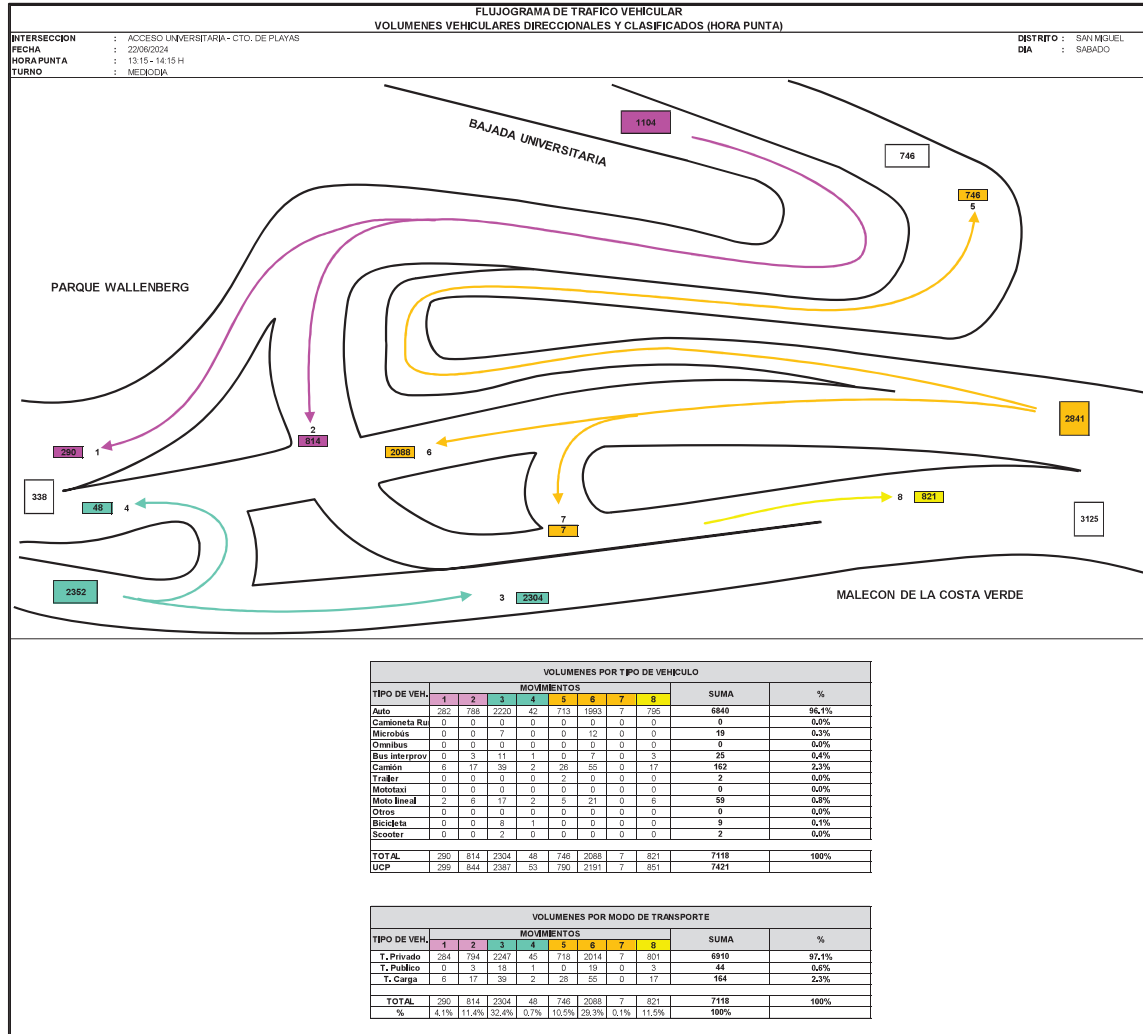 FLUJOGRAMA DE TRAFICO VEHICULAR
VOLUMENES VEHICULARES DIRECCIONALES Y CLASIFICADOS (HORA PUNTA)
INTERSECCION : ACCESO UNIVERSITARIA - CTO. DE PLAYAS DISTRITO : SAN MIGUEL
FECHA : 22/06/2024 DIA : SABADO
HORA PUNTA : 13:15 - 14:15 H
TURNO : MEDIODIA
1104
BAJADA UNIVERSITARIA
746
746
5
PARQUE WALLENBERG
2841
2
814
290 1
2088 6
338
48 4
8 821
7
7
3125
2352
3 2304
MALECON DE LA COSTA VERDE
VOLUMENES POR TIPO DE VEHICULO
TIPO DE VEH. MOVIMIENTOS SUMA %
1 2 3 4 5 6 7 8
Auto 282 788 2220 42 713 1993 7 795 6840 96.1%
Camioneta Ru 0 0 0 0 0 0 0 0 0 0.0%
Microbús 0 0 7 0 0 12 0 0 19 0.3%
Omnibus 0 0 0 0 0 0 0 0 0 0.0%
Bus interprov 0 3 11 1 0 7 0 3 25 0.4%
Camión 6 17 39 2 26 55 0 17 162 2.3%
Trailer 0 0 0 0 2 0 0 0 2 0.0%
Mototaxi 0 0 0 0 0 0 0 0 0 0.0%
Moto lineal 2 6 17 2 5 21 0 6 59 0.8%
Otros 0 0 0 0 0 0 0 0 0 0.0%
Bicicleta 0 0 8 1 0 0 0 0 9 0.1%
Scooter 0 0 2 0 0 0 0 0 2 0.0%
TOTAL 290 814 2304 48 746 2088 7 821 7118 100%
UCP 299 844 2387 53 790 2191 7 851 7421
VOLUMENES POR MODO DE TRANSPORTE
TIPO DE VEH. MOVIMIENTOS SUMA %
1 2 3 4 5 6 7 8
T. Privado 284 794 2247 45 718 2014 7 801 6910 97.1%
T. Publico 0 3 18 1 0 19 0 3 44 0.6%
T. Carga 6 17 39 2 28 55 0 17 164 2.3%
TOTAL 290 814 2304 48 746 2088 7 821 7118 100%
% 4.1% 11.4% 32.4% 0.7% 10.5% 29.3% 0.1% 11.5% 100%